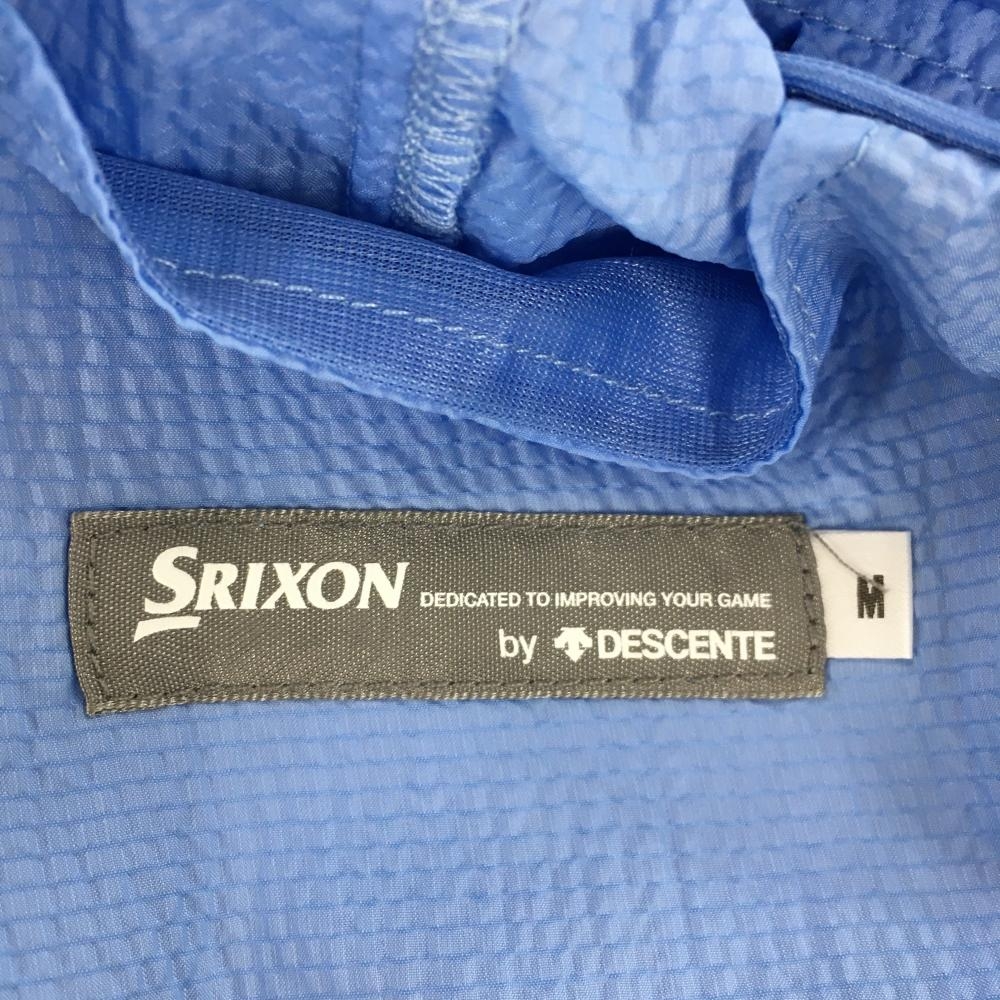 SRIXON DEDICATED TO IMPROVING YOUR GAME
by DESCENTE
M